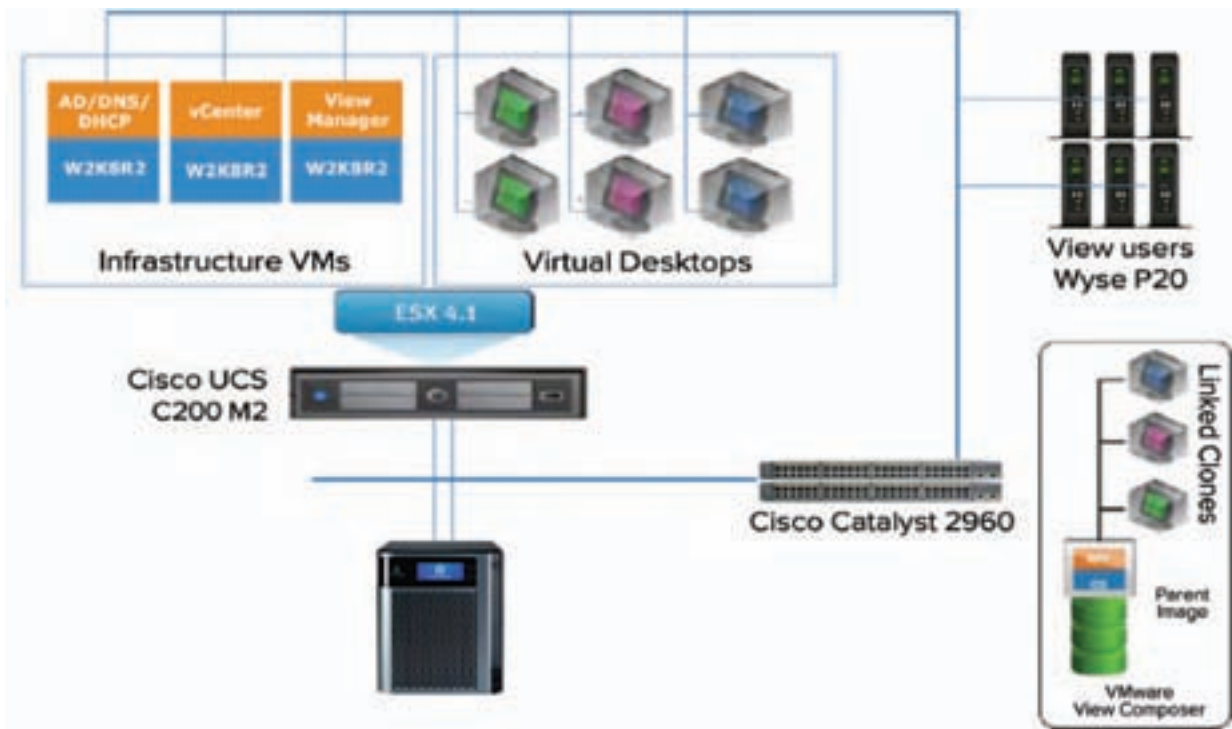 AD/DNS/
DHCP
W2K8R2
vCenter
W2K8R2
View
Manager
W2K8R2
Infrastructure VMs
Virtual Desktops
View users
Wyse P20
ESX 4.1
Cisco UCS
C200 M2
Cisco Catalyst 2960
Linked Clones
OS
Parent
Image
VMware
View Composer